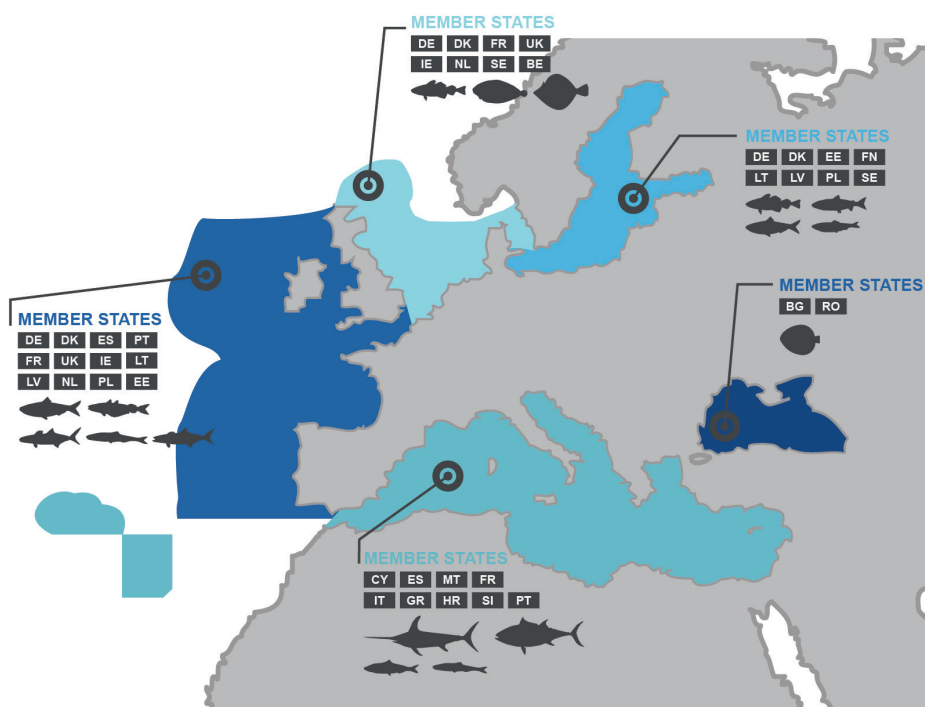 MEMBER STATES
DE DK FR UK
IE NL SE BE
MEMBER STATES
DE DK EE FN
LT LV PL SE
MEMBER STATES
BG RO
MEMBER STATES
DE DK ES PT
FR UK IE LT
LV NL PL EE
MEMBER STATES
CY ES MT FR
IT GR HR SI PT